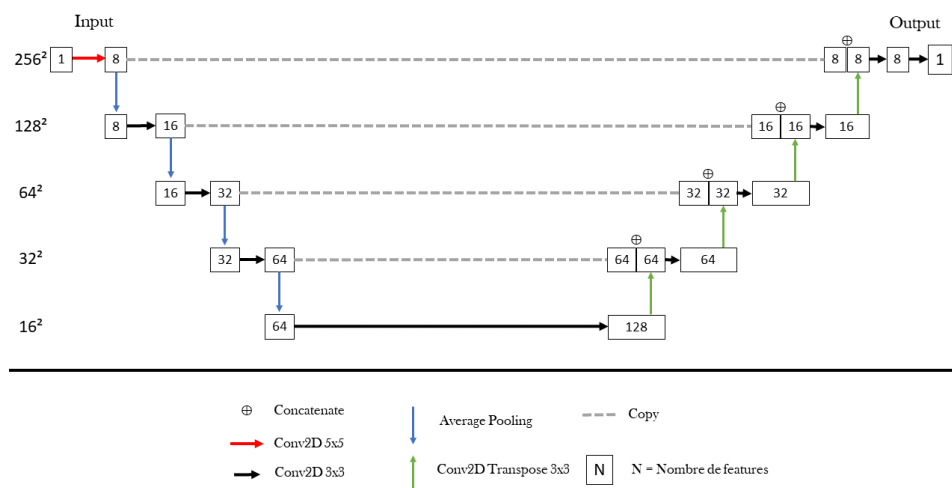 Input Output
256² 1 8 8 8 8 1
⊕
128² 8 16 16 16 16
⊕
64² 16 32 32 32 32
⊕
32² 32 64 64 64 64
⊕
16² 64 128
⊕ Concatenate
Average Pooling
Copy
Conv2D 5x5
Conv2D 3x3
Conv2D Transpose 3x3
N N = Nombre de features